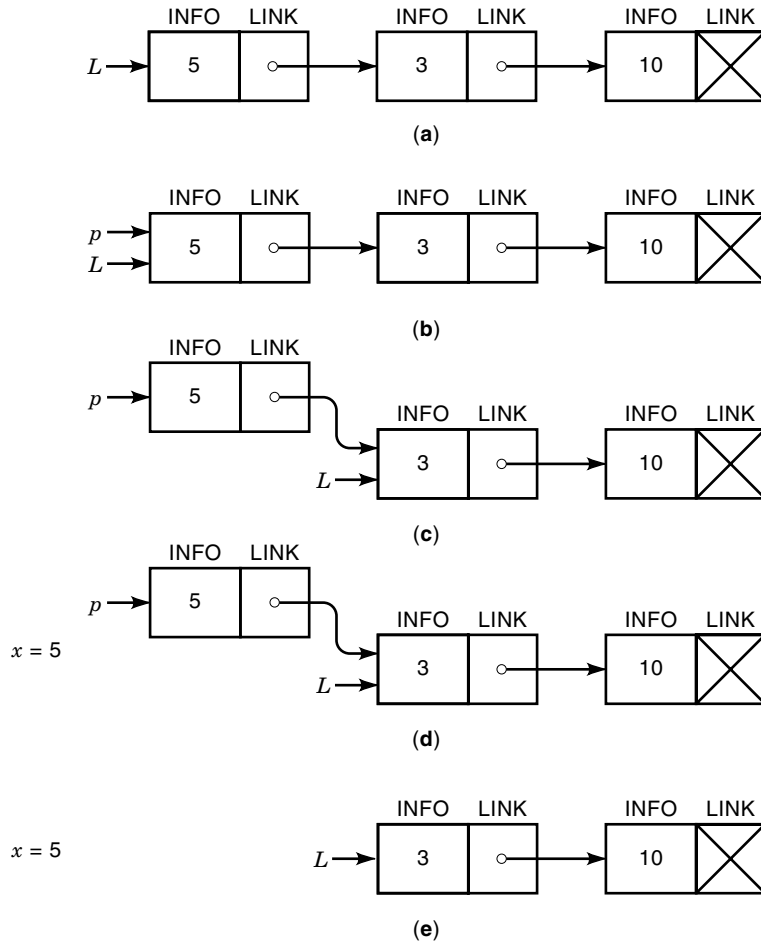 INFO LINK INFO LINK INFO LINK
L 5 3 10
(a)
INFO LINK INFO LINK INFO LINK
p
L 5 3 10
(b)
INFO LINK
p 5
INFO LINK INFO LINK
L 3 10
(c)
INFO LINK
p 5
INFO LINK INFO LINK
x = 5
L 3 10
(d)
INFO LINK INFO LINK
x = 5 L 3 10
(e)